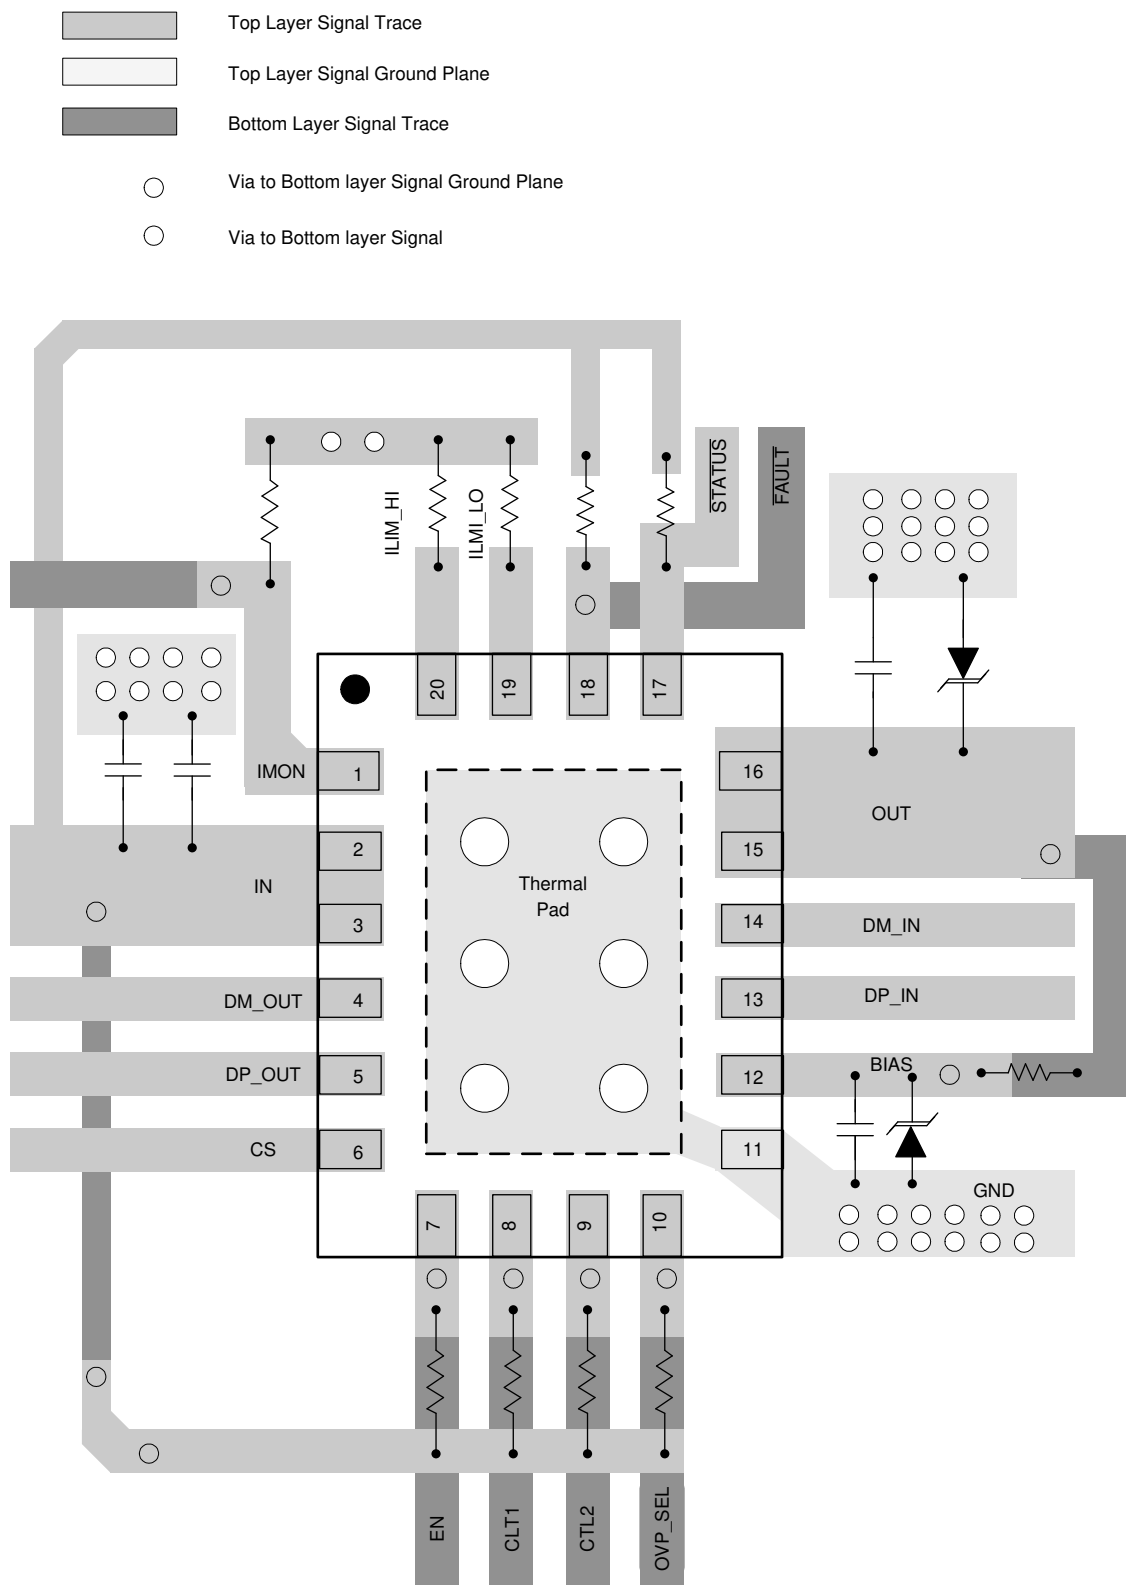 Top Layer Signal Trace
Top Layer Signal Ground Plane
Bottom Layer Signal Trace
Via to Bottom layer Signal Ground Plane
Via to Bottom layer Signal
ILIM_HI
ILMI_LO
STATUS
FAULT
20
19
18
17
IMON
1
16
2
OUT
15
IN
Thermal
Pad
3
14
DM_IN
DM_OUT
4
13
DP_IN
DP_OUT
5
12
BIAS
CS
6
11
GND
7
8
9
10
EN
CLT1
CTL2
OVP_SEL